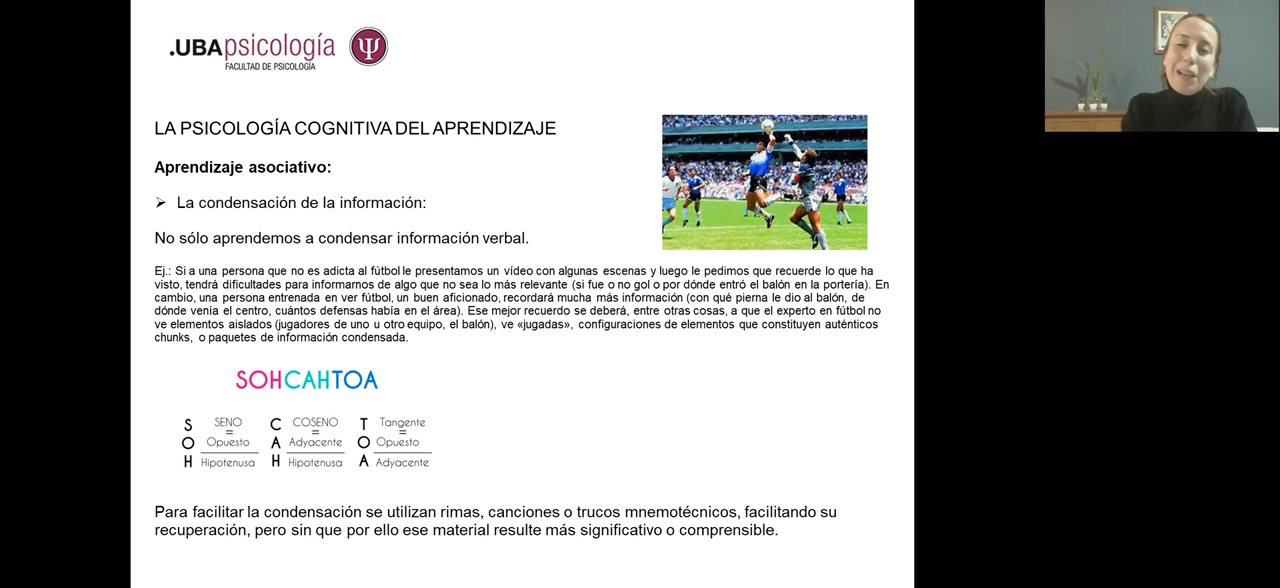 .UBApsicología
FACULTAD DE PSICOLOGÍA
LA PSICOLOGÍA COGNITIVA DEL APRENDIZAJE
Aprendizaje asociativo:
➢ La condensación de la información:
No sólo aprendemos a condensar información verbal.
Ej.: Si a una persona que no es adicta al fútbol le presentamos un vídeo con algunas escenas y luego le pedimos que recuerde lo que ha
visto, tendrá dificultades para informarnos de algo que no sea lo más relevante (si fue o no gol o por dónde entró el balón en la portería). En
cambio, una persona entrenada en ver fútbol, un buen aficionado, recordará mucha más información (con qué pierna le dio al balón, de
dónde venía el centro, cuántos defensas había en el área). Ese mejor recuerdo se deberá, entre otras cosas, a que el experto en fútbol no
ve elementos aislados (jugadores de uno u otro equipo, el balón), ve «jugadas», configuraciones de elementos que constituyen auténticos
chunks, o paquetes de información condensada.
SOHCAHTOA
S SENO C COSENO T Tangente
= = =
O Opuesto A Adyacente O Opuesto
H Hipotenusa H Hipotenusa A Adyacente
Para facilitar la condensación se utilizan rimas, canciones o trucos mnemotécnicos, facilitando su
recuperación, pero sin que por ello ese material resulte más significativo o comprensible.